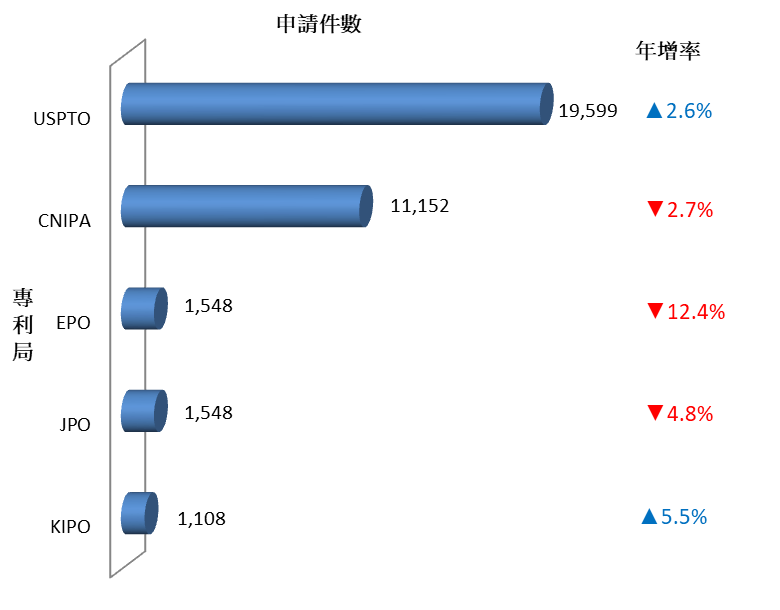 申請件數
年增率
USPTO 19,599 ▲2.6%
CNIPA 11,152 ▼2.7%
專利局
EPO 1,548 ▼12.4%
JPO 1,548 ▼4.8%
KIPO 1,108 ▲5.5%